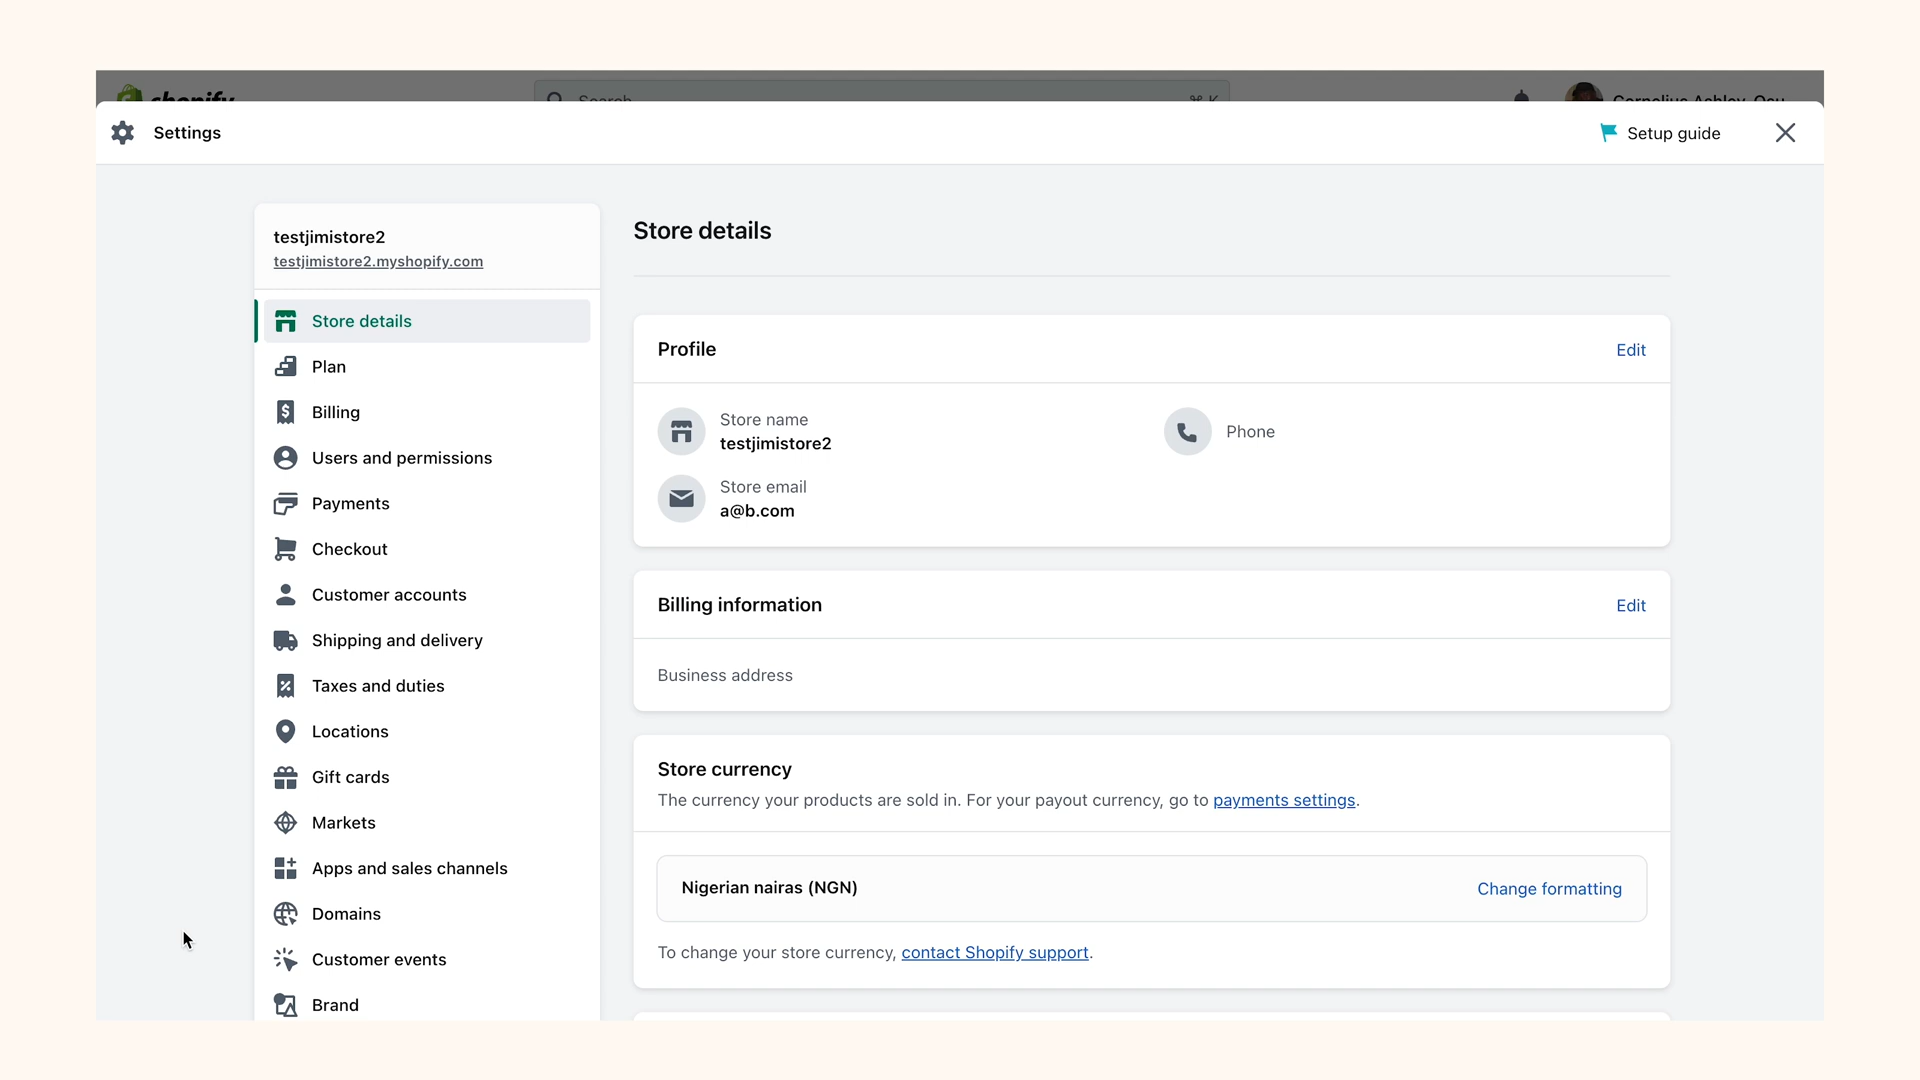 shopify
Search
⌘ K
Settings
Setup guide
testjimistore2
testjimistore2.myshopify.com
Store details
Plan
Billing
Users and permissions
Payments
Checkout
Customer accounts
Shipping and delivery
Taxes and duties
Locations
Gift cards
Markets
Apps and sales channels
Domains
Customer events
Brand
Store details
Profile
Edit
Store name
testjimistore2
Phone
Store email
a@b.com
Billing information
Edit
Business address
Store currency
The currency your products are sold in. For your payout currency, go to payments settings.
Nigerian nairas (NGN)
Change formatting
To change your store currency, contact Shopify support.